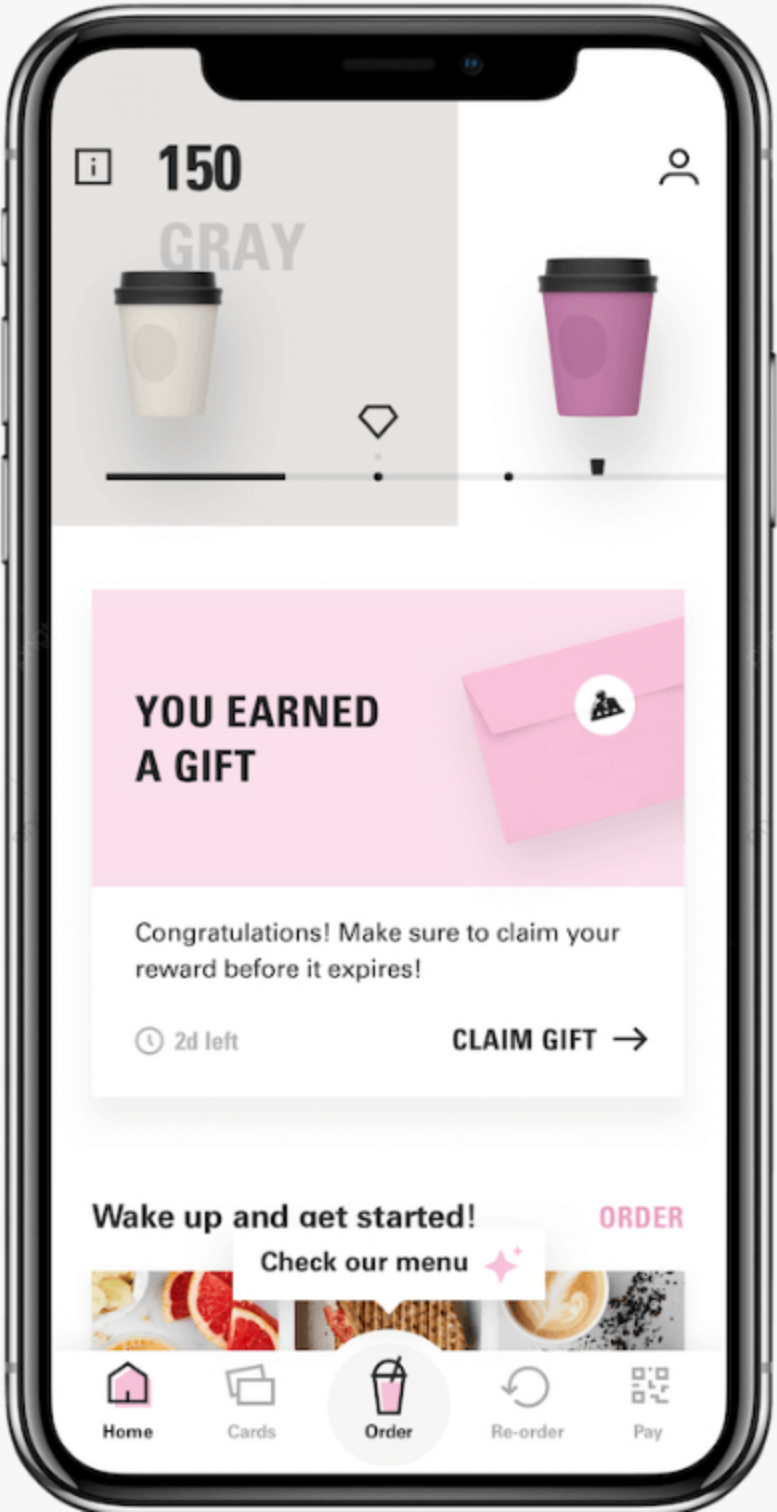 150
GRAY
YOU EARNED
A GIFT
Congratulations! Make sure to claim your
reward before it expires!
2d left
CLAIM GIFT
Wake up and get started!
ORDER
Check our menu
Home
Cards
Order
Re-order
Pay